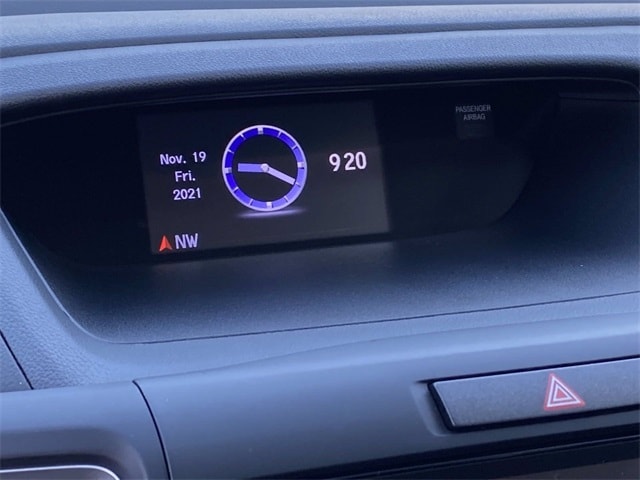 Nov. 19
Fri.
2021
920
NW
PASSENGER
AIRBAG